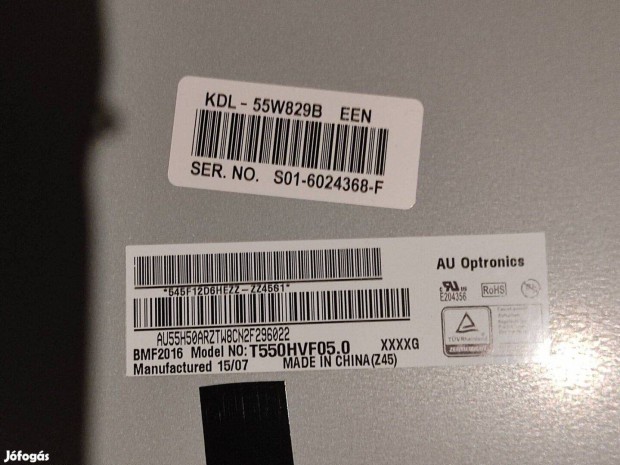 KDL - 55W829B EEN
SER. NO. S01-6024368-F
AU Optronics
*545F12D6HEZZ-ZZ4561*
E204356
RoHS
AU55H50ARZTW8CN2F296022
BMF2016 Model NO: T550HVF05.0 XXXXG
Manufactured 15/07 MADE IN CHINA(Z45)
Jófogás